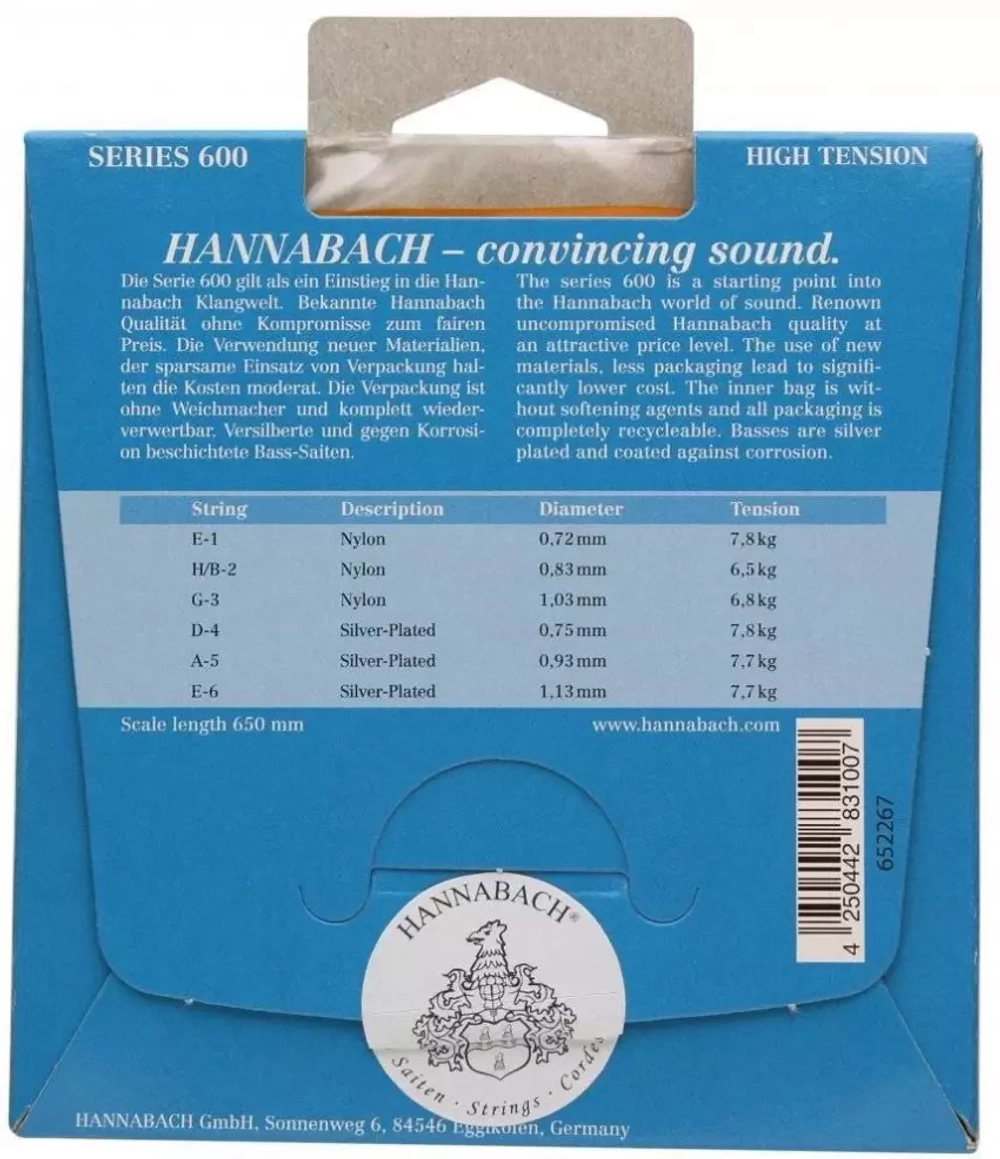 SERIES 600
HIGH TENSION
HANNABACH – convincing sound.
Die Serie 600 gilt als ein Einstieg in die Han-
nabach Klangwelt. Bekannte Hannabach
Qualität ohne Kompromisse zum fairen
Preis. Die Verwendung neuer Materialien,
der sparsame Einsatz von Verpackung hal-
ten die Kosten moderat. Die Verpackung ist
ohne Weichmacher und komplett wieder-
verwertbar. Versilberte und gegen Korrosi-
on beschichtete Bass-Saiten.
The series 600 is a starting point into
the Hannabach world of sound. Renown
uncompromised Hannabach quality at
an attractive price level. The use of new
materials, less packaging lead to signifi-
cantly lower cost. The inner bag is wit-
hout softening agents and all packaging is
completely recycleable. Basses are silver
plated and coated against corrosion.
String Description Diameter Tension
E-1 Nylon 0,72 mm 7,8 kg
H/B-2 Nylon 0,83 mm 6,5 kg
G-3 Nylon 1,03 mm 6,8 kg
D-4 Silver-Plated 0,75 mm 7,8 kg
A-5 Silver-Plated 0,93 mm 7,7 kg
E-6 Silver-Plated 1,13 mm 7,7 kg
Scale length 650 mm
www.hannabach.com
4 250442 831007
652267
HANNABACH®
Saiten · Strings · Cordes
HANNABACH GmbH, Sonnenweg 6, 84546 Egglkofen, Germany